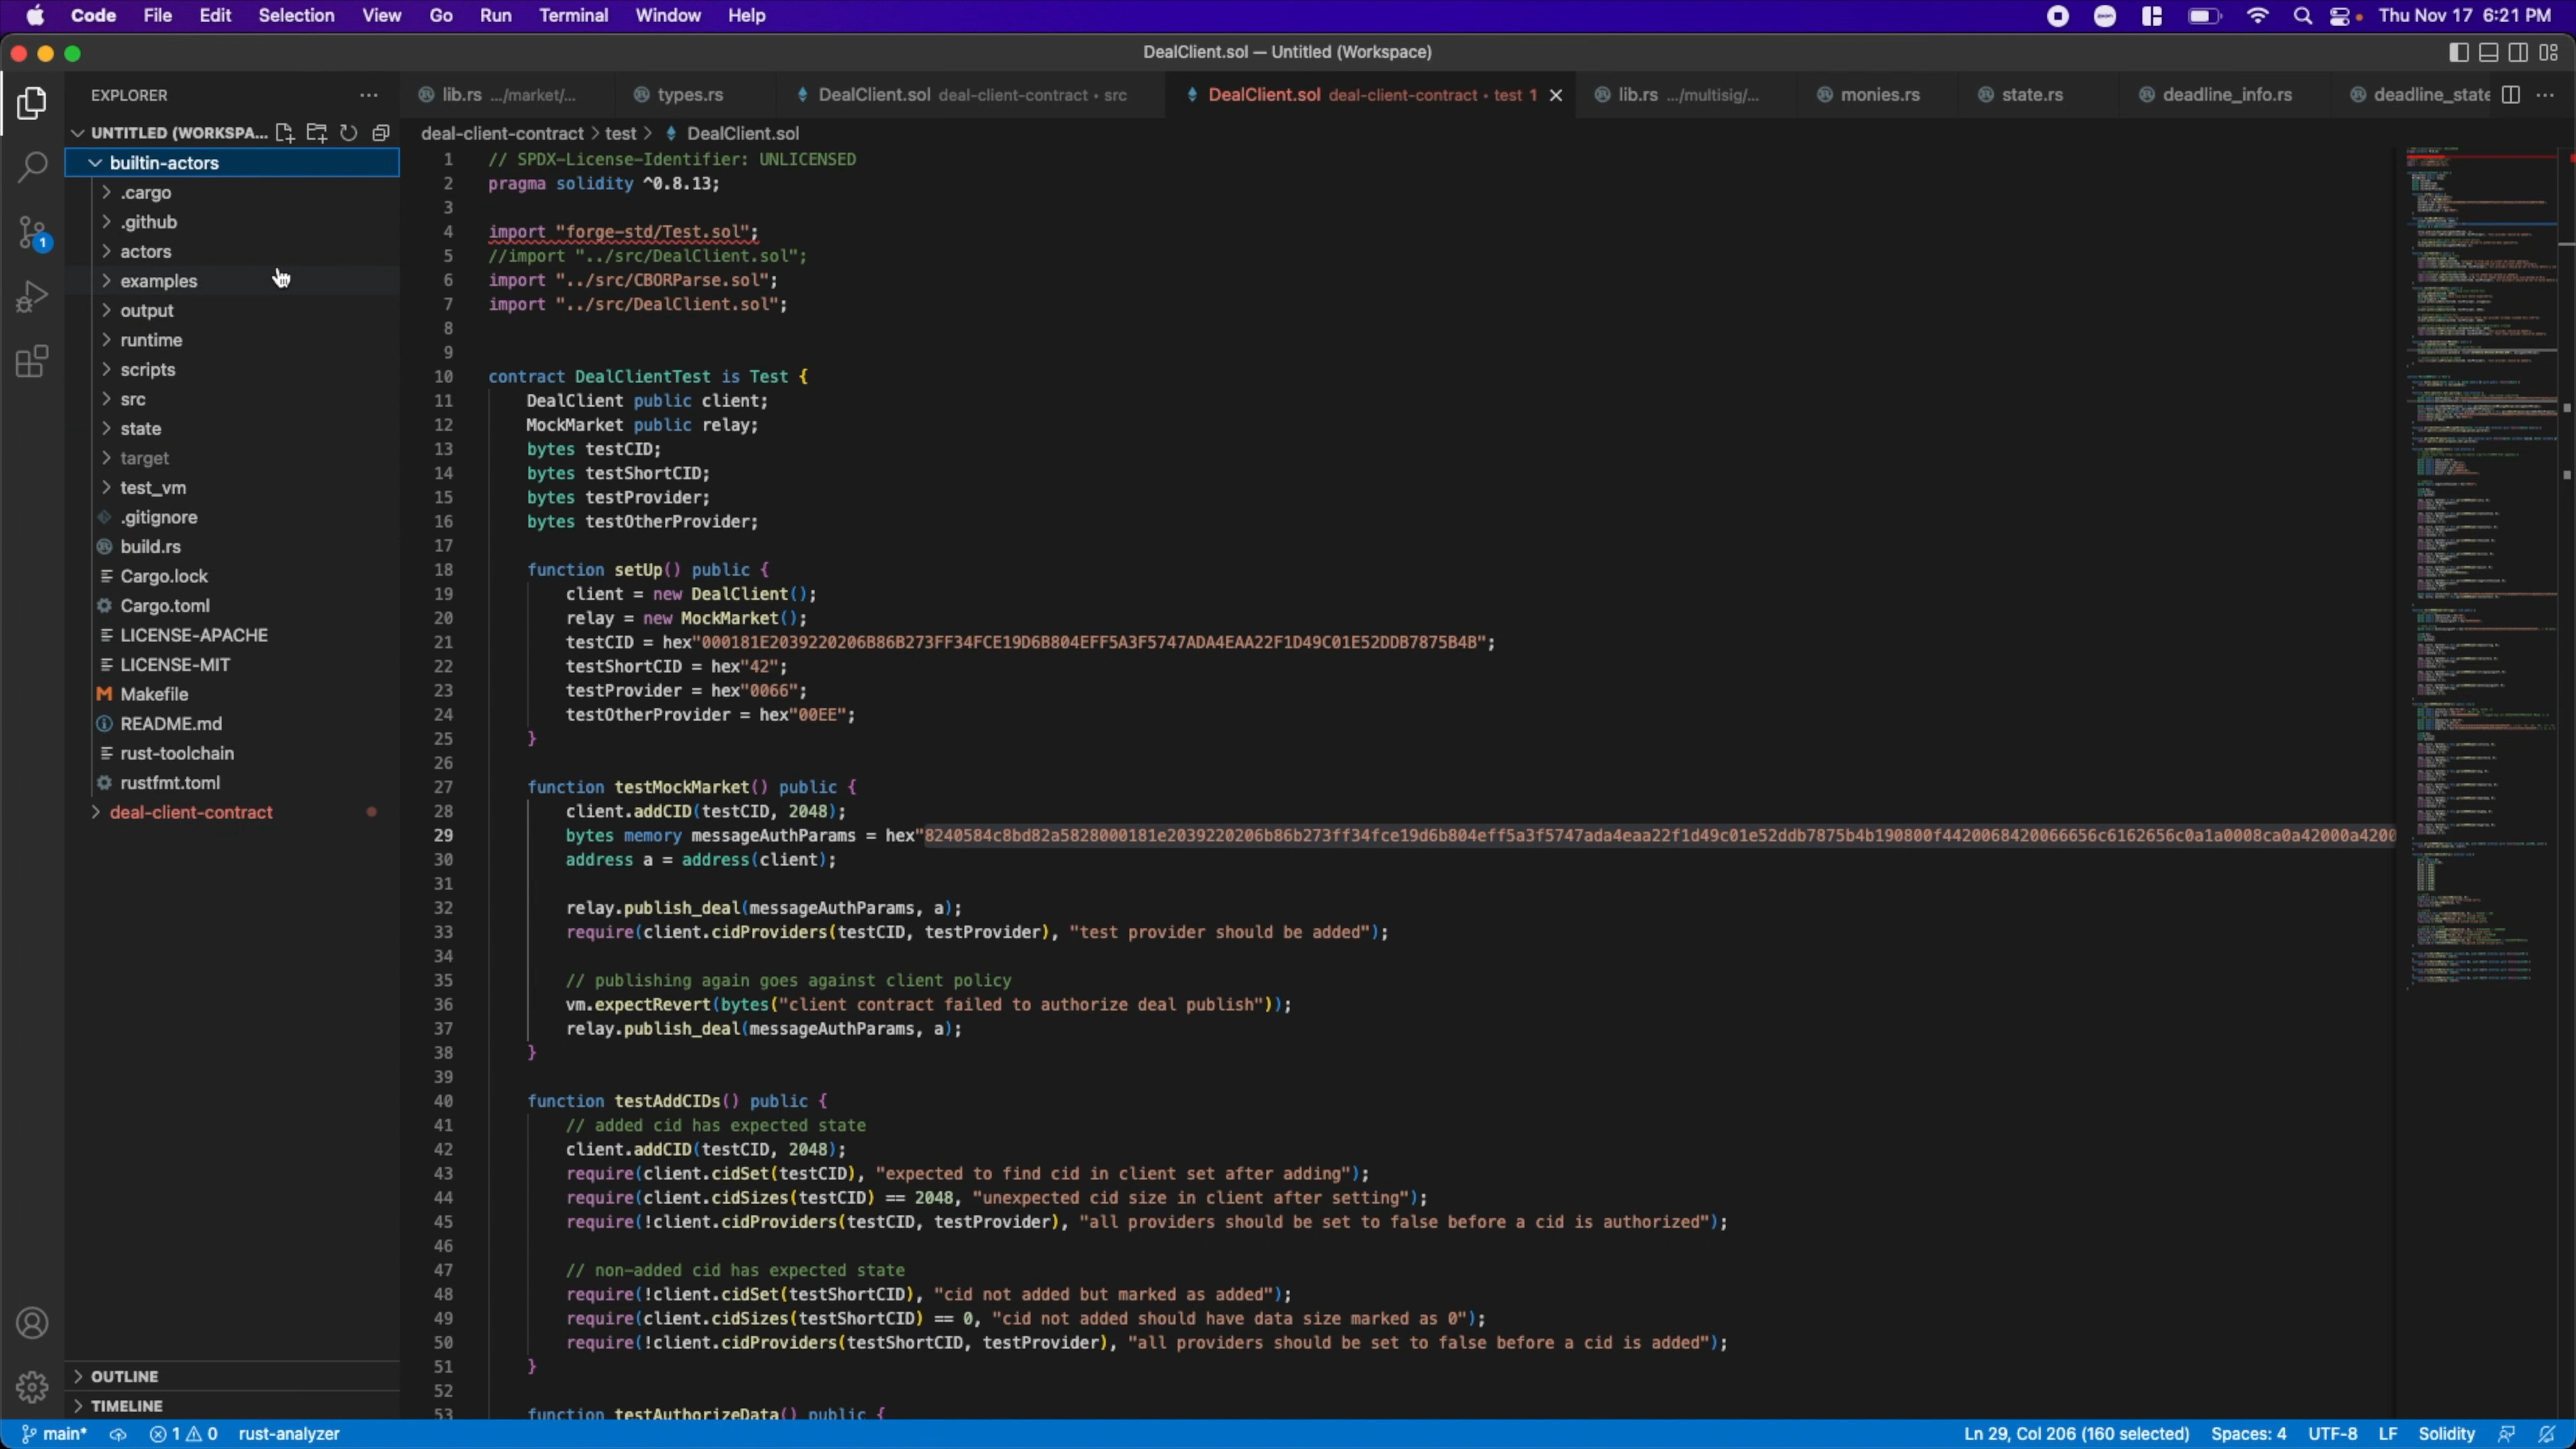 Code File Edit Selection View Go Run Terminal Window Help
Thu Nov 17 6:21 PM
DealClient.sol — Untitled (Workspace)
EXPLORER
UNTITLED (WORKSPA...
builtin-actors
.cargo
.github
actors
examples
output
runtime
scripts
src
state
target
test_vm
.gitignore
build.rs
Cargo.lock
Cargo.toml
LICENSE-APACHE
LICENSE-MIT
Makefile
README.md
rust-toolchain
rustfmt.toml
deal-client-contract
OUTLINE
TIMELINE
1
lib.rs .../market/...
types.rs
DealClient.sol deal-client-contract • src
DealClient.sol deal-client-contract • test 1
lib.rs .../multisig/...
monies.rs
state.rs
deadline_info.rs
deadline_state
deal-client-contract > test > DealClient.sol
1 // SPDX-License-Identifier: UNLICENSED
2 pragma solidity ^0.8.13;
3
4 import "forge-std/Test.sol";
5 //import "../src/DealClient.sol";
6 import "../src/CBORParse.sol";
7 import "../src/DealClient.sol";
8
9
10 contract DealClientTest is Test {
11 DealClient public client;
12 MockMarket public relay;
13 bytes testCID;
14 bytes testShortCID;
15 bytes testProvider;
16 bytes testOtherProvider;
17
18 function setUp() public {
19 client = new DealClient();
20 relay = new MockMarket();
21 testCID = hex"000181E2039220206B86B273FF34FCE19D6B804EFF5A3F5747ADA4EAA22F1D49C01E52DDB7875B4B";
22 testShortCID = hex"42";
23 testProvider = hex"0066";
24 testOtherProvider = hex"00EE";
25 }
26
27 function testMockMarket() public {
28 client.addCID(testCID, 2048);
29 bytes memory messageAuthParams = hex"8240584c8bd82a5828000181e2039220206b86b273ff34fce19d6b804eff5a3f5747ada4eaa22f1d49c01e52ddb7875b4b190800f4420068420066656c6162656c0a1a0008ca0a42000a4200
30 address a = address(client);
31
32 relay.publish_deal(messageAuthParams, a);
33 require(client.cidProviders(testCID, testProvider), "test provider should be added");
34
35 // publishing again goes against client policy
36 vm.expectRevert(bytes("client contract failed to authorize deal publish"));
37 relay.publish_deal(messageAuthParams, a);
38 }
39
40 function testAddCIDs() public {
41 // added cid has expected state
42 client.addCID(testCID, 2048);
43 require(client.cidSet(testCID), "expected to find cid in client set after adding");
44 require(client.cidSizes(testCID) == 2048, "unexpected cid size in client after setting");
45 require(!client.cidProviders(testCID, testProvider), "all providers should be set to false before a cid is authorized");
46
47 // non-added cid has expected state
48 require(!client.cidSet(testShortCID), "cid not added but marked as added");
49 require(client.cidSizes(testShortCID) == 0, "cid not added should have data size marked as 0");
50 require(!client.cidProviders(testShortCID, testProvider), "all providers should be set to false before a cid is added");
51 }
52
53 function testAuthorizeData() public {
main* 1 0 rust-analyzer
Ln 29, Col 206 (160 selected) Spaces: 4 UTF-8 LF Solidity